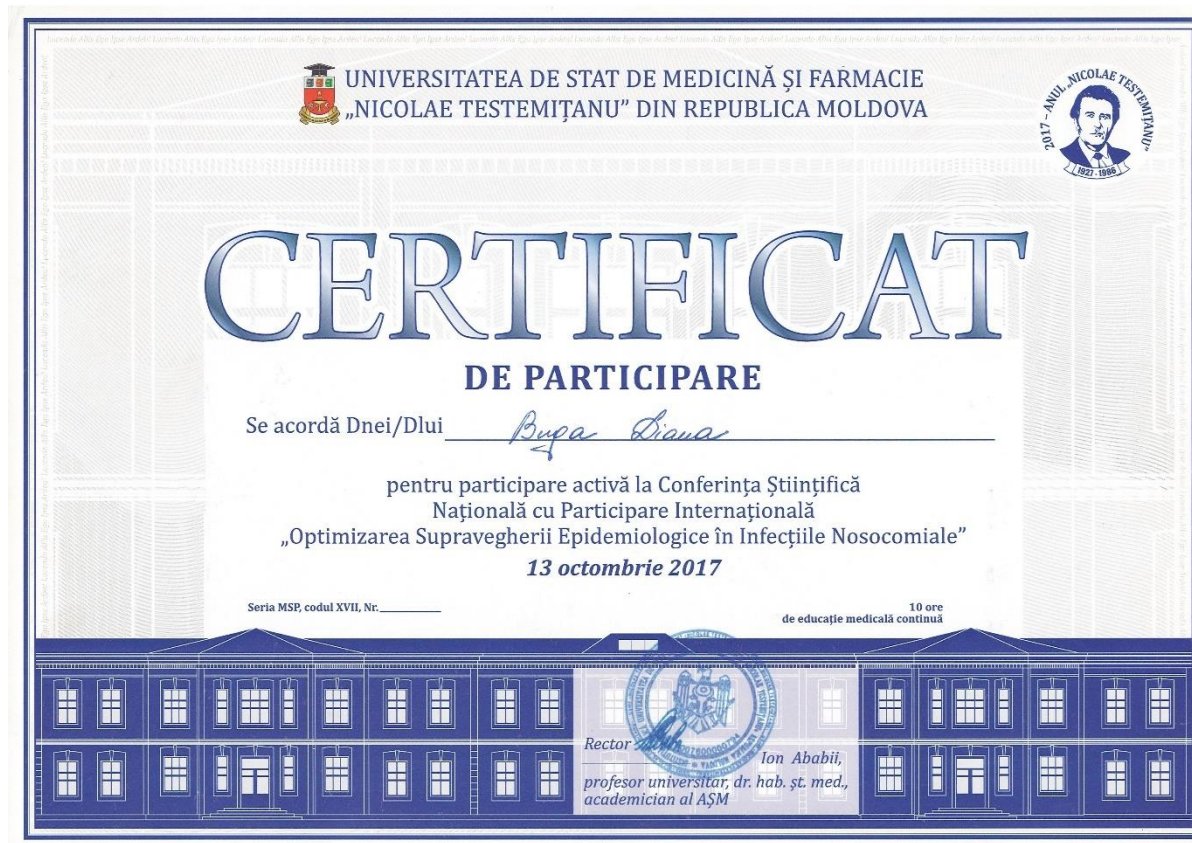 UNIVERSITATEA DE STAT DE MEDICINĂ ȘI FARMACIE
„NICOLAE TESTEMIȚANU” DIN REPUBLICA MOLDOVA
2017 – ANUL „NICOLAE TESTEMIȚANU”
1927 - 1986
CERTIFICAT
DE PARTICIPARE
Se acordă Dnei/Dlui Buga Diana
pentru participare activă la Conferința Științifică
Națională cu Participare Internațională
„Optimizarea Supravegherii Epidemiologice în Infecțiile Nosocomiale”
13 octombrie 2017
Seria MSP, codul XVII, Nr.
10 ore
de educație medicală continuă
Rector
Ion Ababii,
profesor universitar, dr. hab. șt. med.,
academician al AȘM